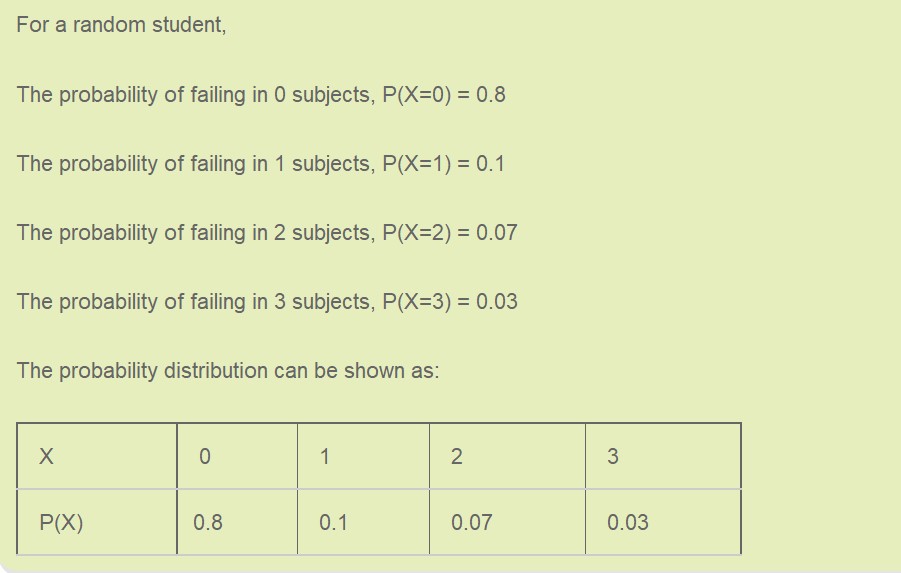 For a random student,
The probability of failing in 0 subjects, P(X=0) = 0.8
The probability of failing in 1 subjects, P(X=1) = 0.1
The probability of failing in 2 subjects, P(X=2) = 0.07
The probability of failing in 3 subjects, P(X=3) = 0.03
The probability distribution can be shown as:
X 0 1 2 3
P(X) 0.8 0.1 0.07 0.03